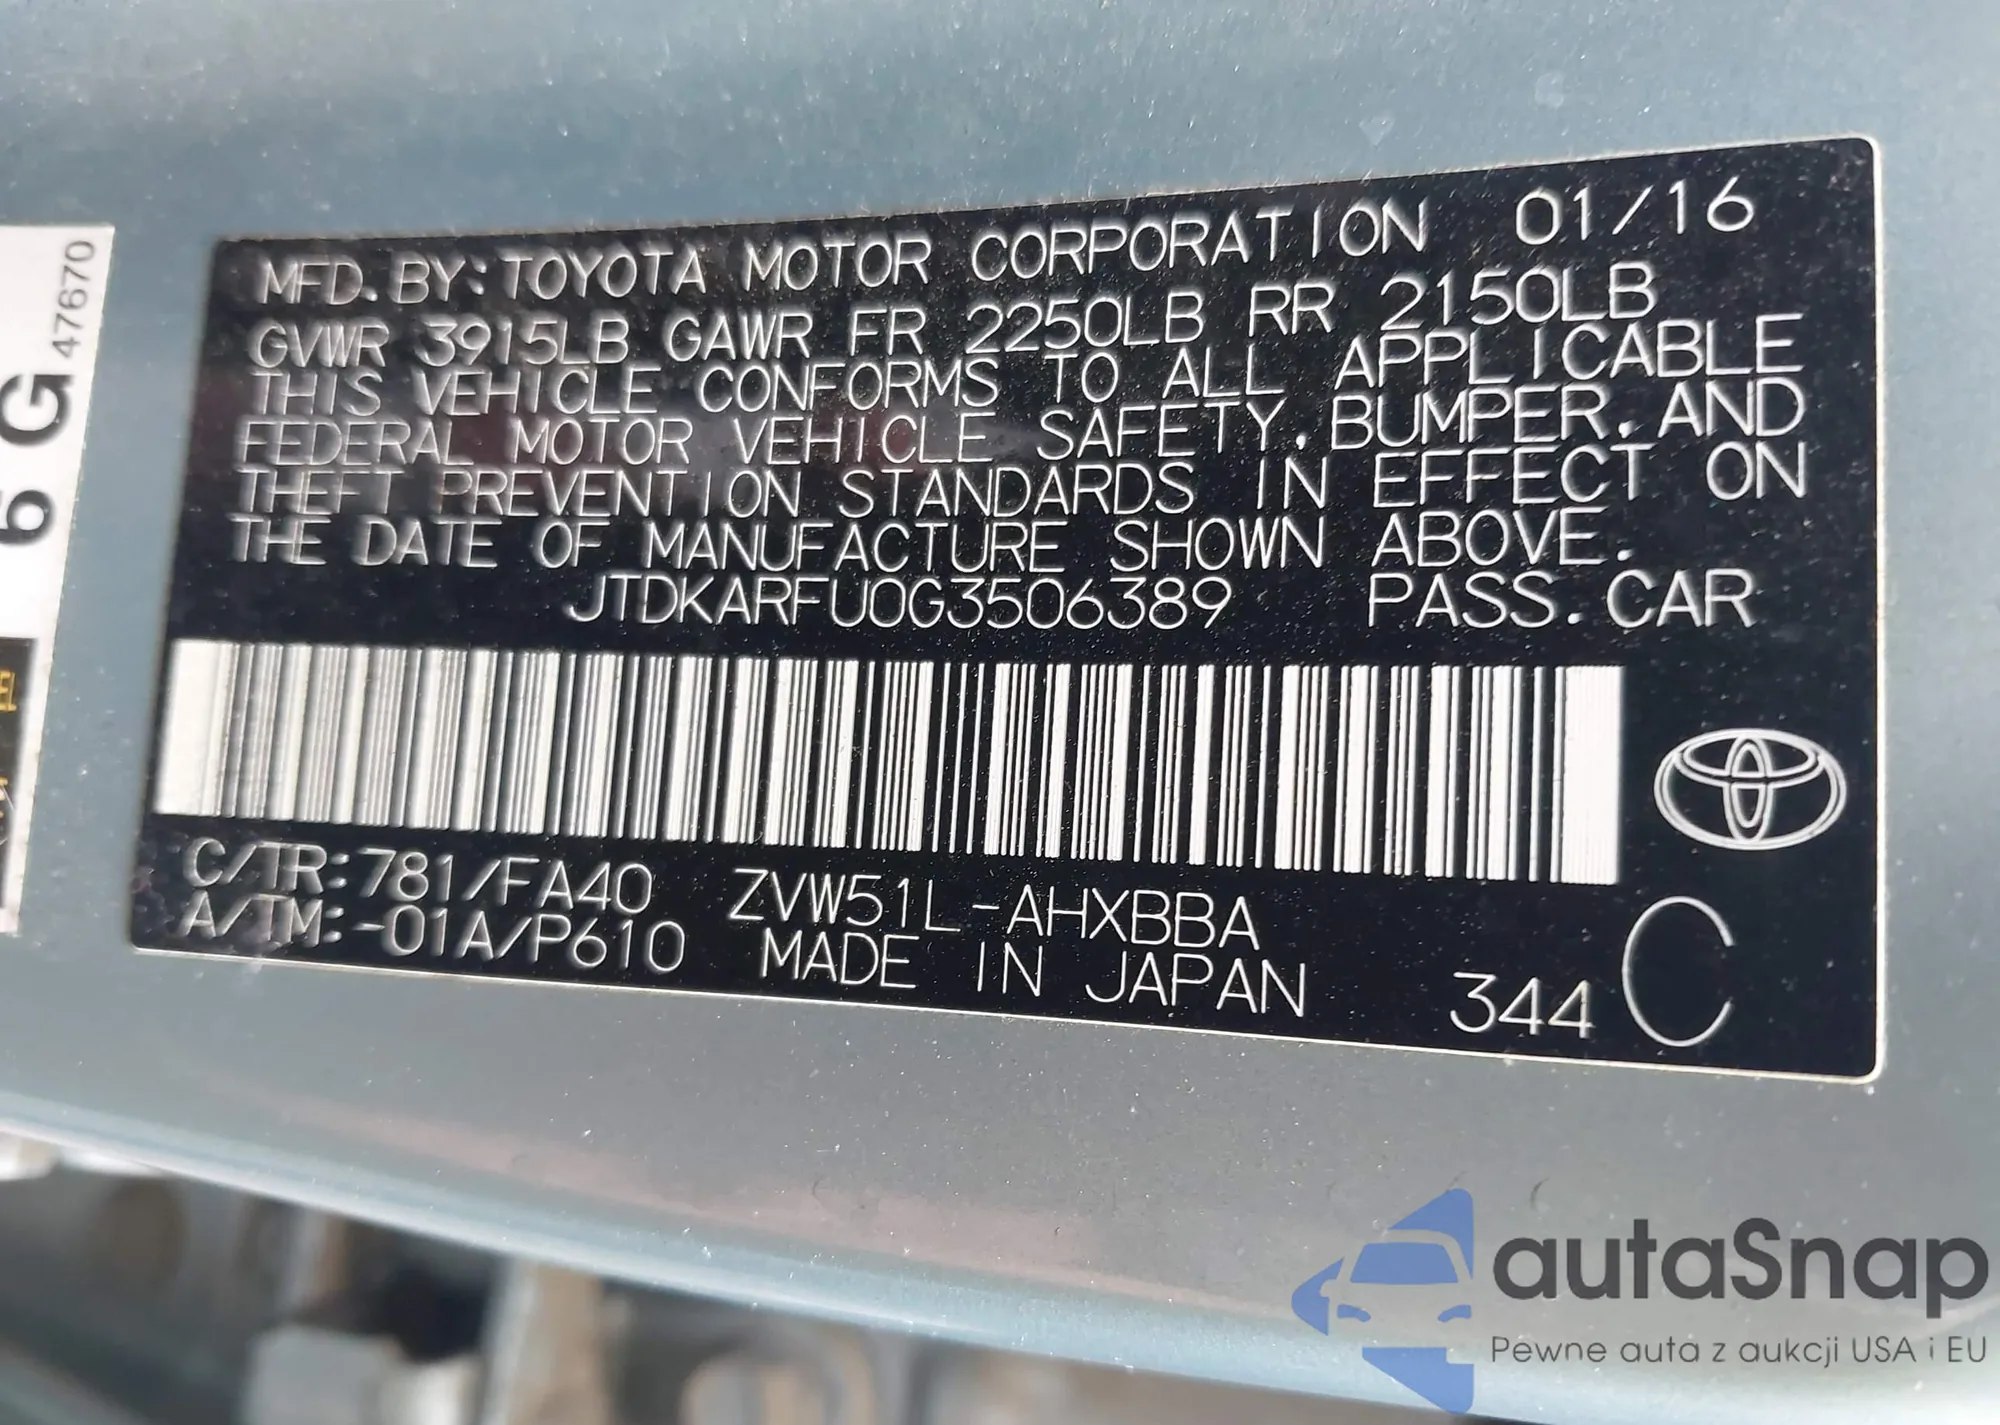 MFD. BY: TOYOTA MOTOR CORPORATION 01/16
GVWR 3915LB GAWR FR 2250LB RR 2150LB
THIS VEHICLE CONFORMS TO ALL APPLICABLE
FEDERAL MOTOR VEHICLE SAFETY, BUMPER, AND
THEFT PREVENTION STANDARDS IN EFFECT ON
THE DATE OF MANUFACTURE SHOWN ABOVE.
JTDKARFU0G3506389 PASS. CAR
C/TR: 781/FA40 ZVW51L-AHXBBA
A/TM: -01A/P610 MADE IN JAPAN 344 C
6 G 47670
autaSnap
Pewne auta z aukcji USA i EU